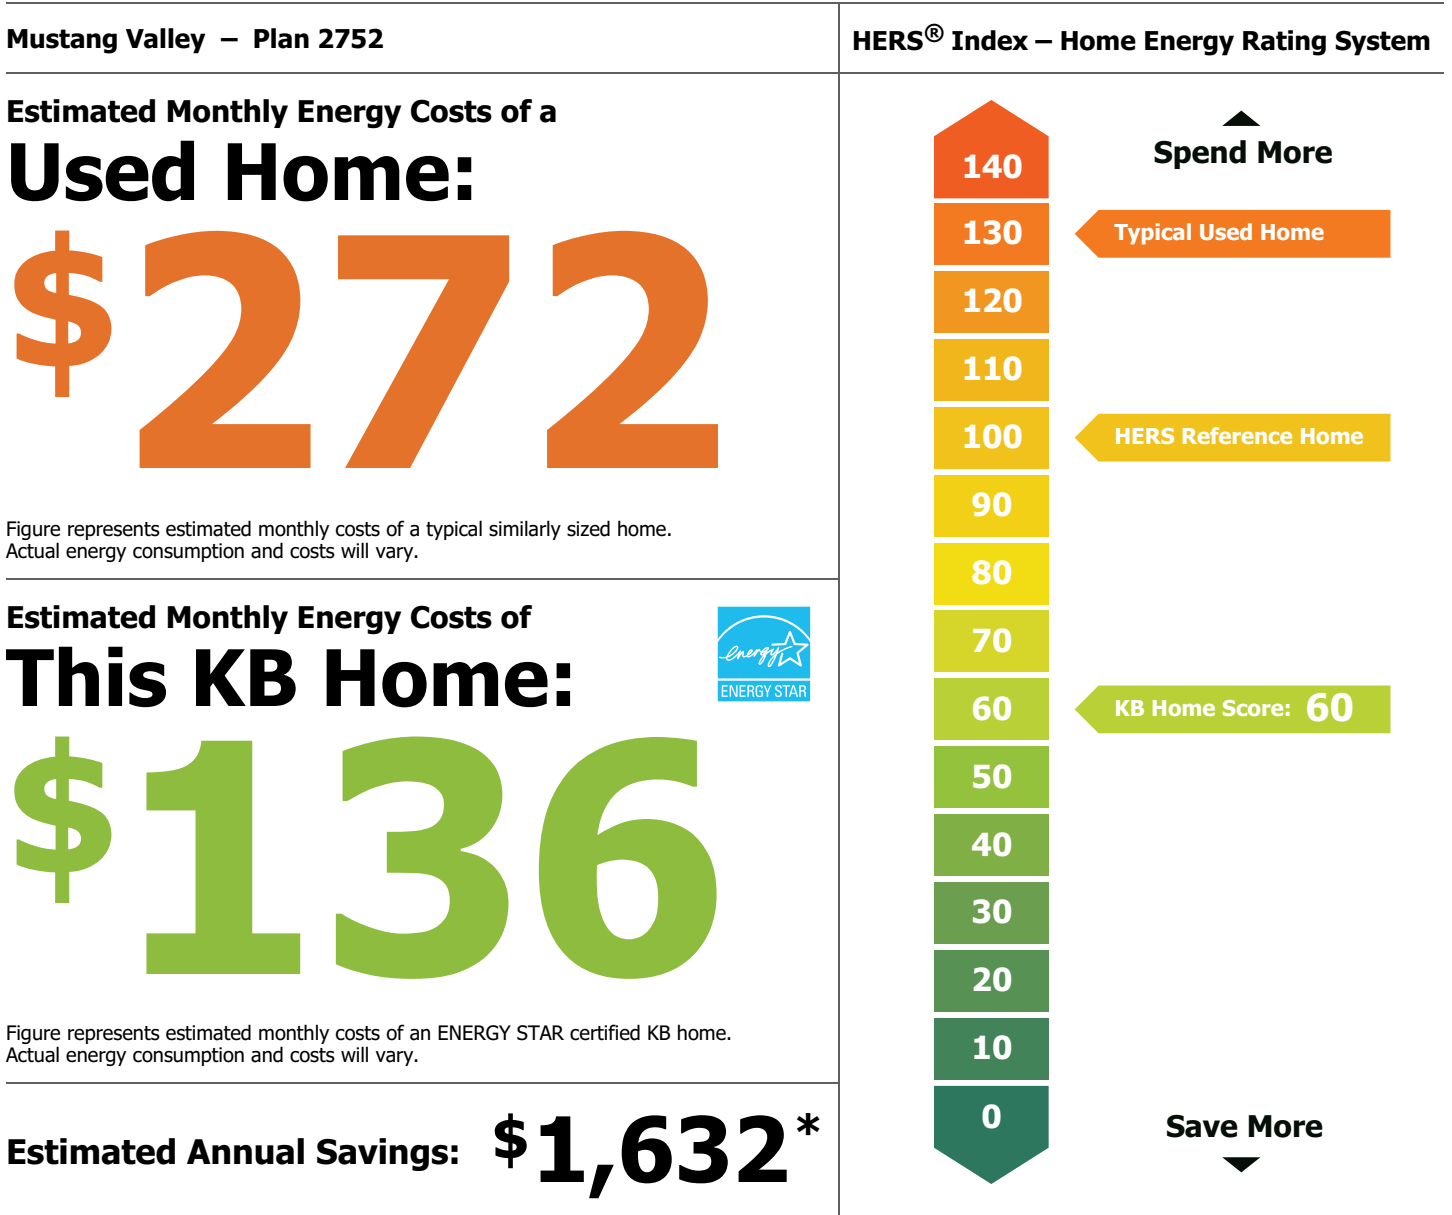 Mustang Valley – Plan 2752
Estimated Monthly Energy Costs of a
Used Home:
$272
Figure represents estimated monthly costs of a typical similarly sized home.
Actual energy consumption and costs will vary.
Estimated Monthly Energy Costs of
This KB Home:
energy
ENERGY STAR
$136
Figure represents estimated monthly costs of an ENERGY STAR certified KB home.
Actual energy consumption and costs will vary.
Estimated Annual Savings: $1,632*
HERS® Index – Home Energy Rating System
Spend More
140
130 Typical Used Home
120
110
100 HERS Reference Home
90
80
70
60 KB Home Score: 60
50
40
30
20
10
0
Save More